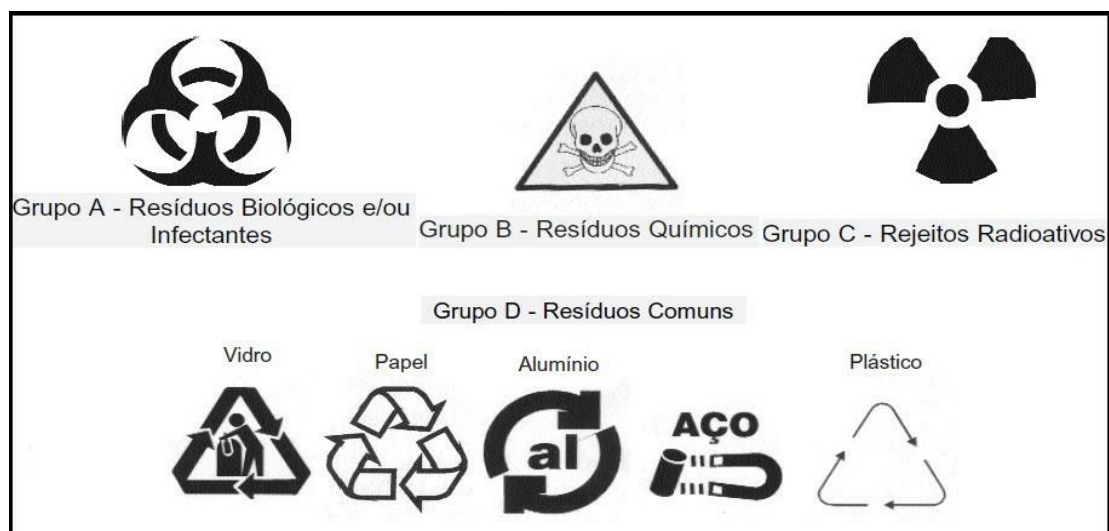 Grupo A - Resíduos Biológicos e/ou
Infectantes
Grupo B - Resíduos Químicos
Grupo C - Rejeitos Radioativos
Grupo D - Resíduos Comuns
Vidro
Papel
Alumínio
Plástico
al
AÇO